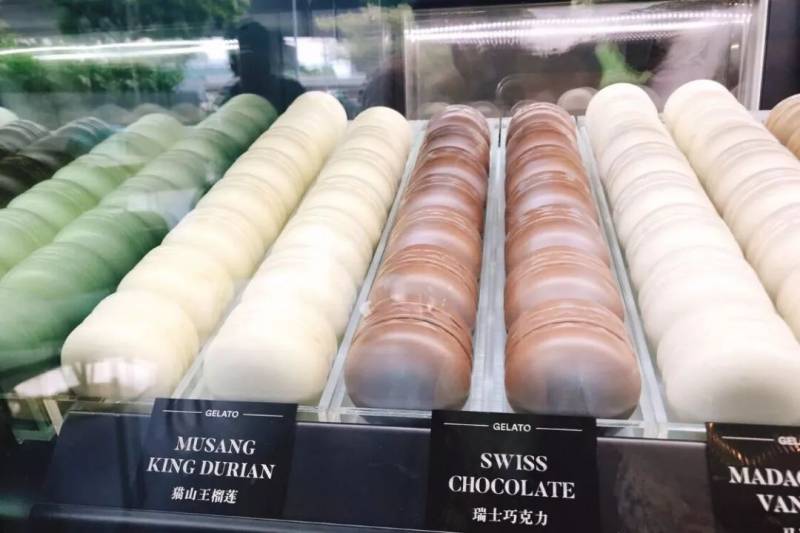 GELATO
MUSANG
KING DURIAN
猫山王榴莲
GELATO
SWISS
CHOCOLATE
瑞士巧克力